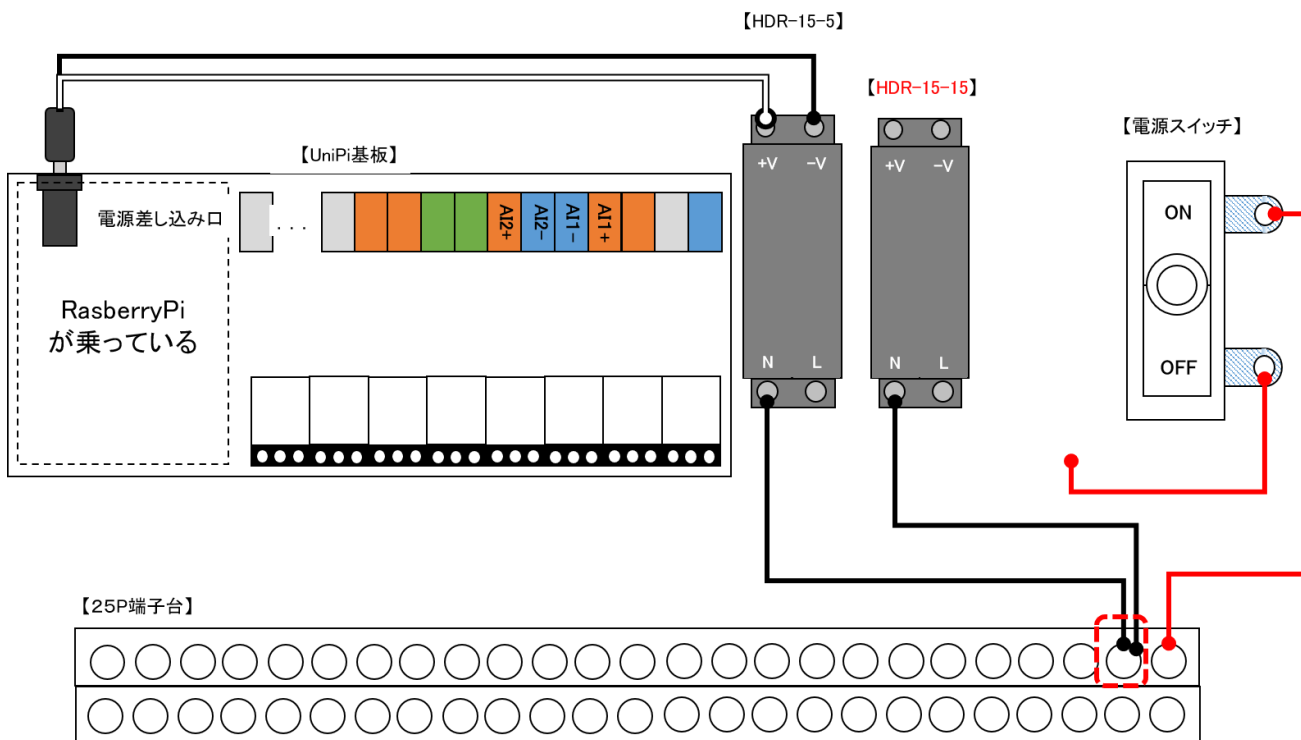 【HDR-15-5】
【HDR-15-15】
【電源スイッチ】
【UniPi基板】
+V -V
+V -V
電源差し込み口
...
AI2+
AI2-
AI1-
AI1+
ON
RasberryPi
が乗っている
N L
N L
OFF
【25P端子台】